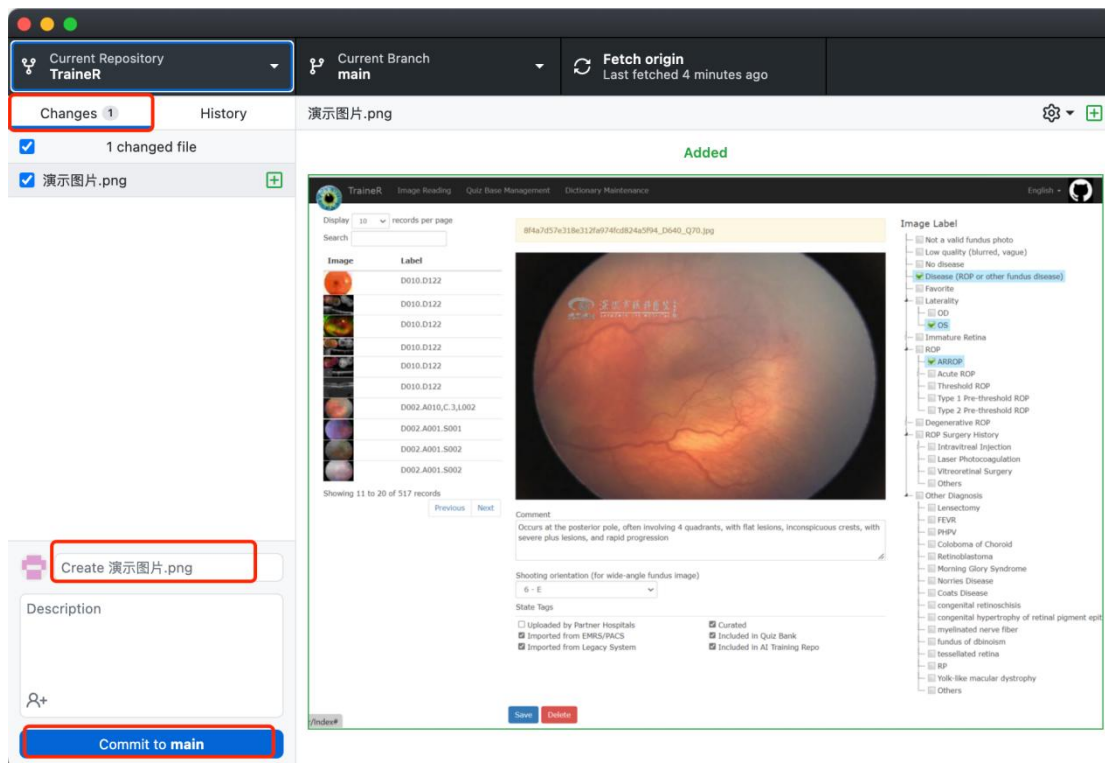 Current Repository
TraineR
Current Branch
main
Fetch origin
Last fetched 4 minutes ago
Changes 1
History
演示图片.png
1 changed file
演示图片.png
Added
TraineR
Image Reading
Quiz Base Management
Dictionary Maintenance
English
Display 10 records per page
Search
Image Label
D010.D122
D010.D122
D010.D122
D010.D122
D010.D122
D010.D122
D002.A010,C.3,L002
D002.A001.S001
D002.A001.S002
D002.A001.S002
Showing 11 to 20 of 517 records
Previous
Next
Comment
Occurs at the posterior pole, often involving 4 quadrants, with flat lesions, inconspicuous crests, with
severe plus lesions, and rapid progression
Shooting orientation (for wide-angle fundus image)
6 - E
State Tags
Uploaded by Partner Hospitals
Curated
Imported from EMRS/PACS
Included in Quiz Bank
Imported from Legacy System
Included in AI Training Repo
Save
Delete
Image Label
Not a valid fundus photo
Low quality (blurred, vague)
No disease
Disease (ROP or other fundus disease)
Favorite
Laterality
OD
OS
Immature Retina
ROP
ARROP
Acute ROP
Threshold ROP
Type 1 Pre-threshold ROP
Type 2 Pre-threshold ROP
Degenerative ROP
ROP Surgery History
Intravitreal Injection
Laser Photocoagulation
Vitreoretinal Surgery
Others
Other Diagnosis
Lensectomy
FEVR
PHPV
Coloboma of Choroid
Retinoblastoma
Morning Glory Syndrome
Norries Disease
Coats Disease
congenital retinoschisis
congenital hypertrophy of retinal pigment epit
myelinated nerve fiber
fundus of dbinoism
tessellated retina
RP
Yolk-like macular dystrophy
Others
/index#
Create 演示图片.png
Description
Commit to main